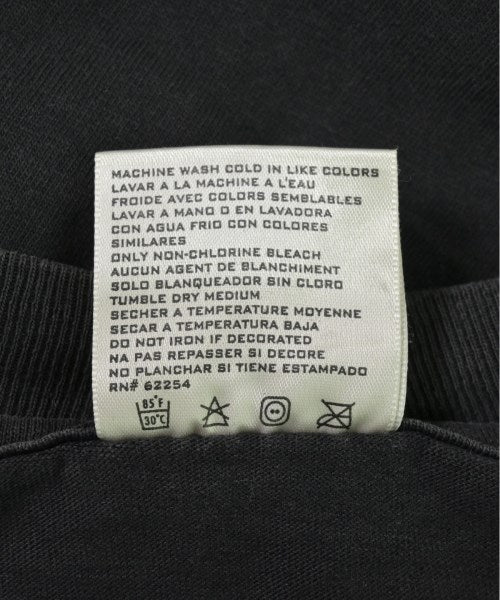 MACHINE WASH COLD IN LIKE COLORS
LAVAR A LA MACHINE A L'EAU
FROIDE AVEC COLORS SEMBLABLES
LAVAR A MANO O EN LAVADORA
CON AGUA FRIO CON COLORES
SIMILARES
ONLY NON-CHLORINE BLEACH
AUCUN AGENT DE BLANCHIMENT
SOLO BLANQUEADOR SIN CLORO
TUMBLE DRY MEDIUM
SECHER A TEMPERATURE MOYENNE
SECAR A TEMPERATURA BAJA
DO NOT IRON IF DECORATED
NA PAS REPASSER SI DECORE
NO PLANCHAR SI TIENE ESTAMPADO
RN# 62254
85°F
30°C